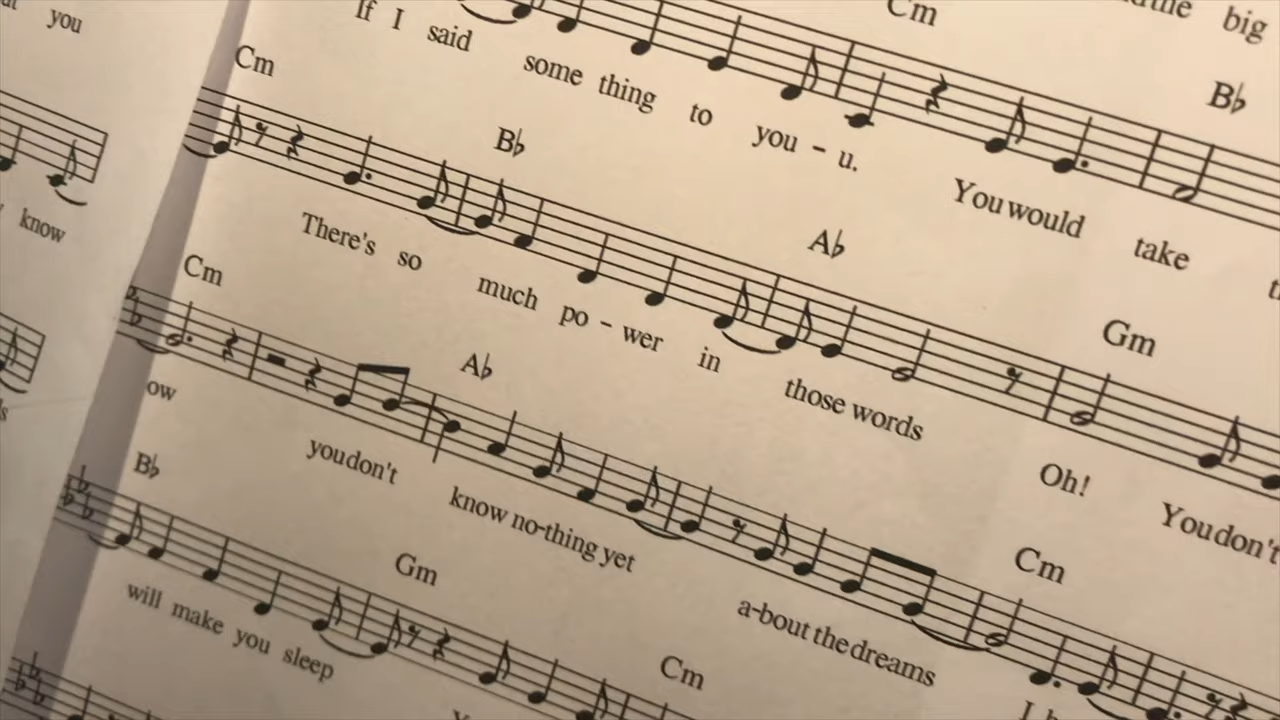 you
know
Cm
big
If I said some thing to you - u. You would take
Cm
B♭
B♭
There's so much po - wer in those words Oh! You don't
A♭
Gm
Cm
ow you don't know no-thing yet a-bout the dreams
A♭
Cm
B♭
will make you sleep
Gm
Cm